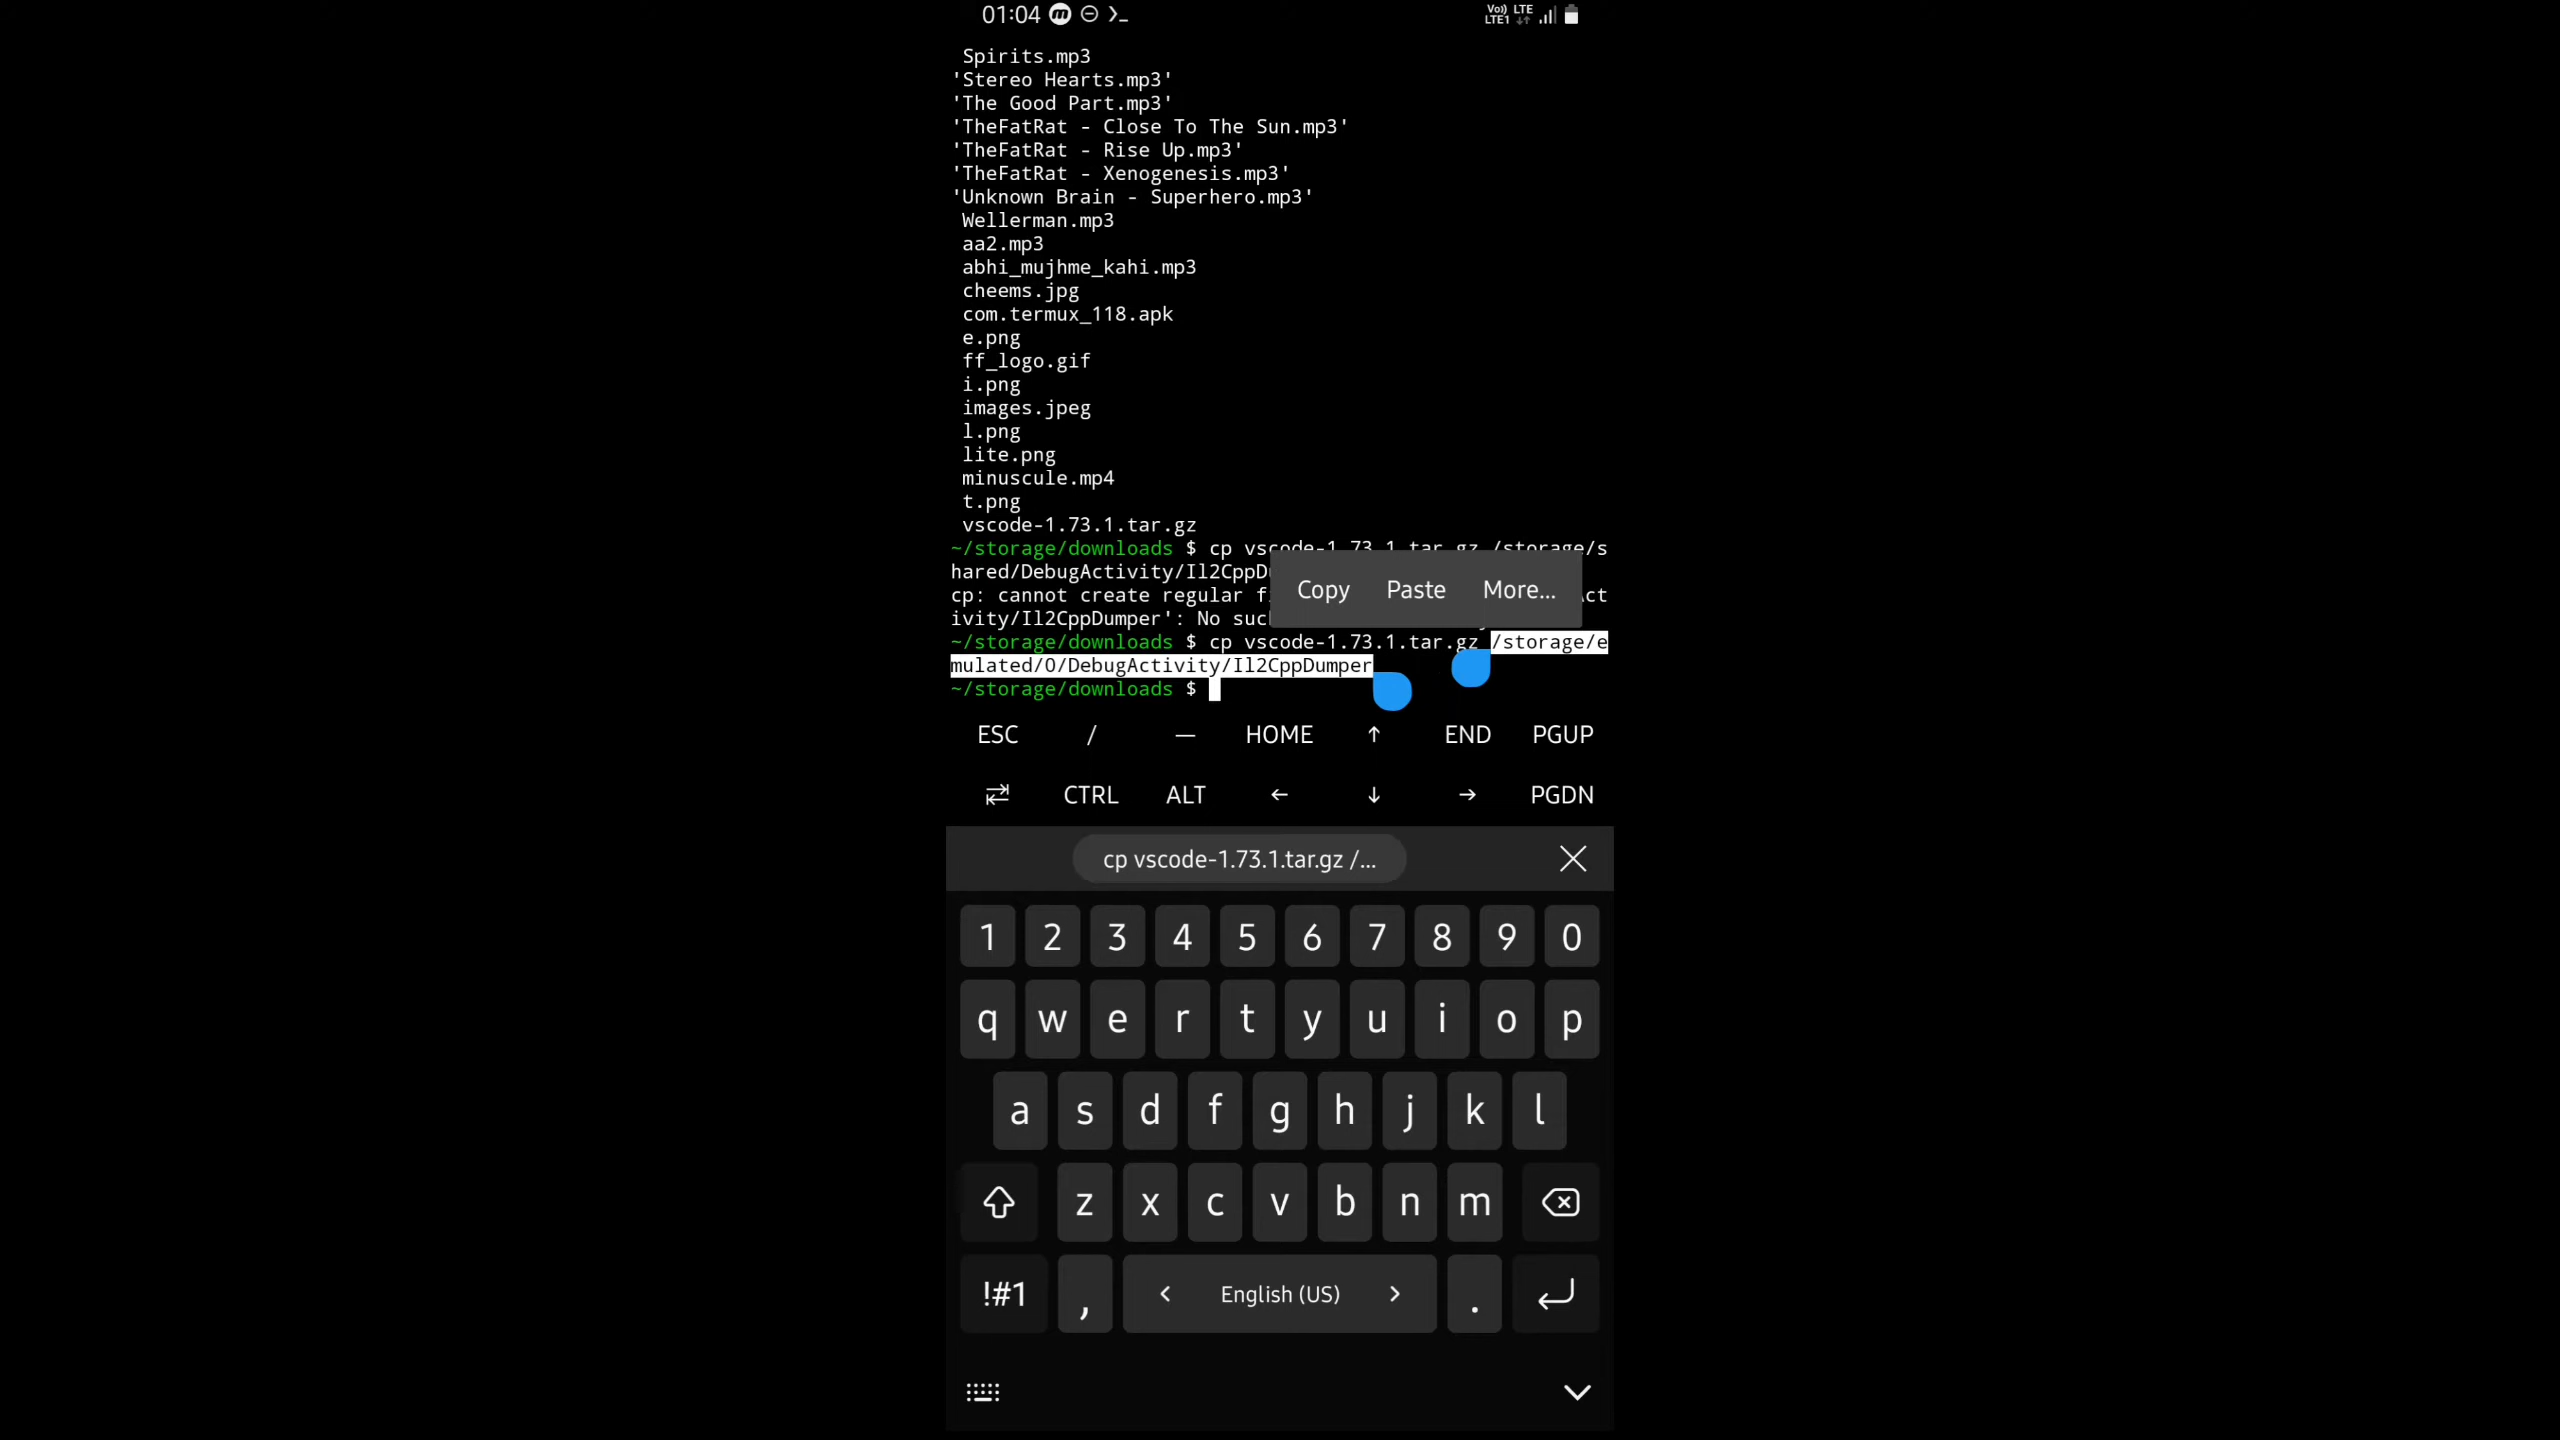 01:04 Vo)) LTE1 LTE
Spirits.mp3
'Stereo Hearts.mp3'
'The Good Part.mp3'
'TheFatRat - Close To The Sun.mp3'
'TheFatRat - Rise Up.mp3'
'TheFatRat - Xenogenesis.mp3'
'Unknown Brain - Superhero.mp3'
Wellerman.mp3
aa2.mp3
abhi_mujhme_kahi.mp3
cheems.jpg
com.termux_118.apk
e.png
ff_logo.gif
i.png
images.jpeg
l.png
lite.png
minuscule.mp4
t.png
vscode-1.73.1.tar.gz
~/storage/downloads $ cp vscode-1.73.1.tar.gz /storage/s
hared/DebugActivity/Il2CppD
cp: cannot create regular f ct
ivity/Il2CppDumper': No suc
Copy Paste More...
~/storage/downloads $ cp vscode-1.73.1.tar.gz /storage/e
mulated/0/DebugActivity/Il2CppDumper
~/storage/downloads $
ESC / — HOME ↑ END PGUP
⇄ CTRL ALT ← ↓ → PGDN
cp vscode-1.73.1.tar.gz /...
1 2 3 4 5 6 7 8 9 0
q w e r t y u i o p
a s d f g h j k l
z x c v b n m
!#1 , < English (US) > .